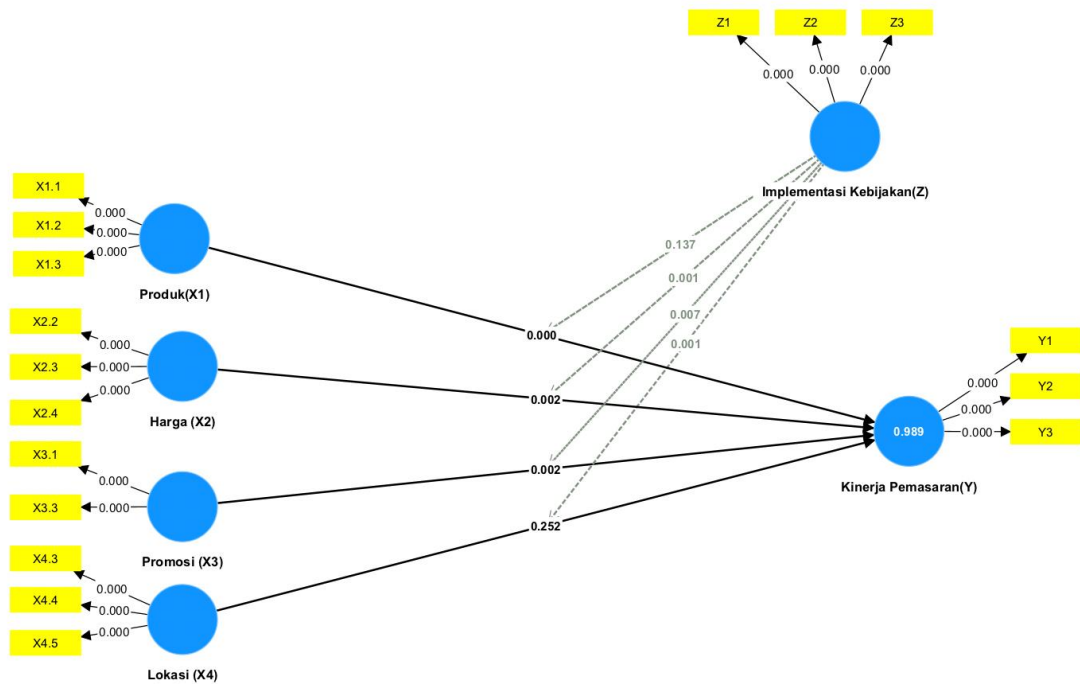 Z1
Z2
Z3
0.000
0.000
0.000
Implementasi Kebijakan(Z)
X1.1
X1.2
X1.3
0.000
0.000
0.000
Produk(X1)
0.137
0.001
0.007
0.001
X2.2
X2.3
X2.4
0.000
0.000
0.000
Harga (X2)
0.000
0.002
0.002
0.252
X3.1
X3.3
0.000
0.000
Promosi (X3)
X4.3
X4.4
X4.5
0.000
0.000
0.000
Lokasi (X4)
Y1
Y2
Y3
0.000
0.000
0.000
0.989
Kinerja Pemasaran(Y)